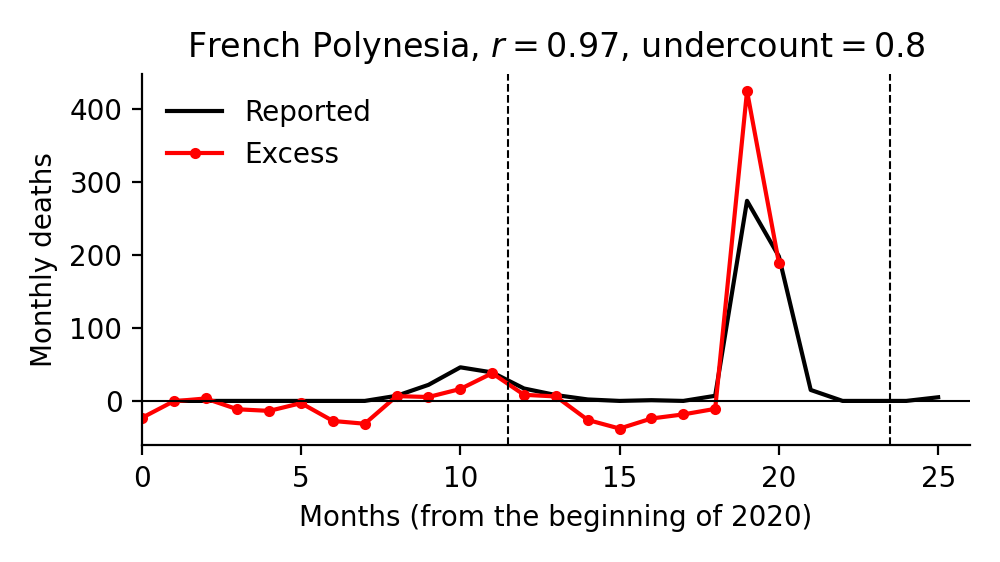 French Polynesia, r = 0.97, undercount = 0.8
Reported
Excess
Monthly deaths
400
300
200
100
0
0 5 10 15 20 25
Months (from the beginning of 2020)